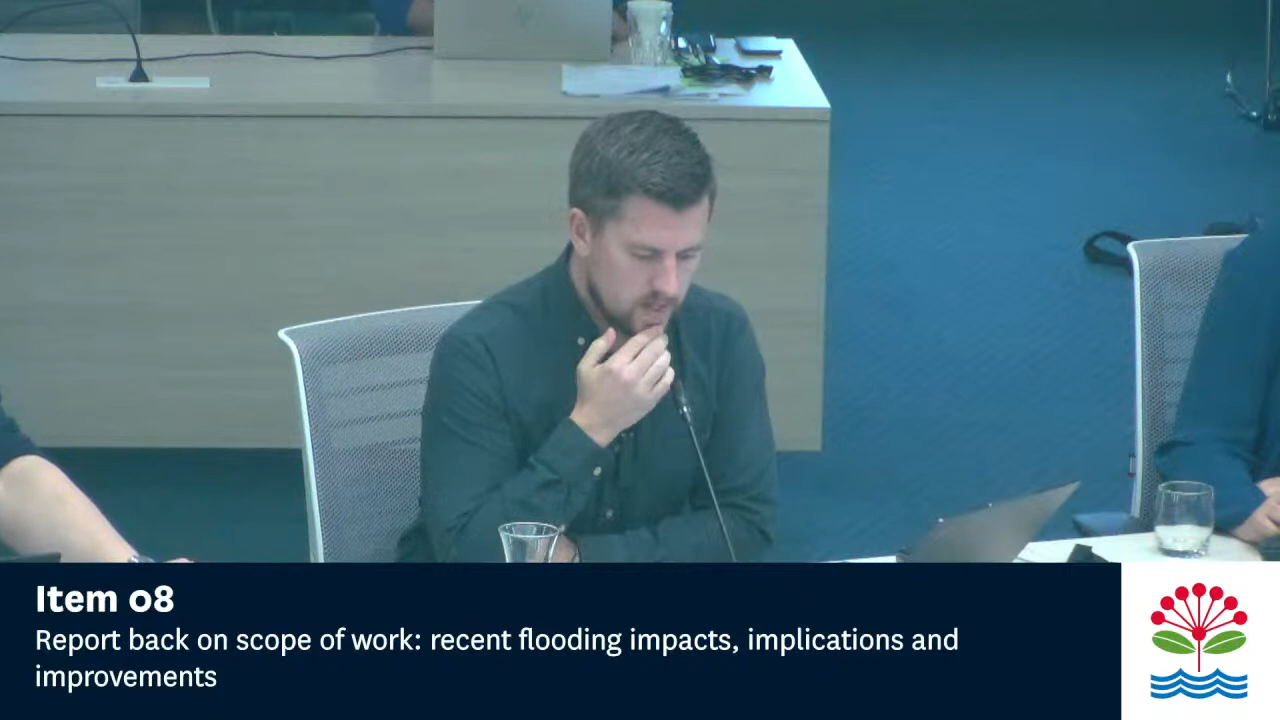 Item 08
Report back on scope of work: recent flooding impacts, implications and
improvements